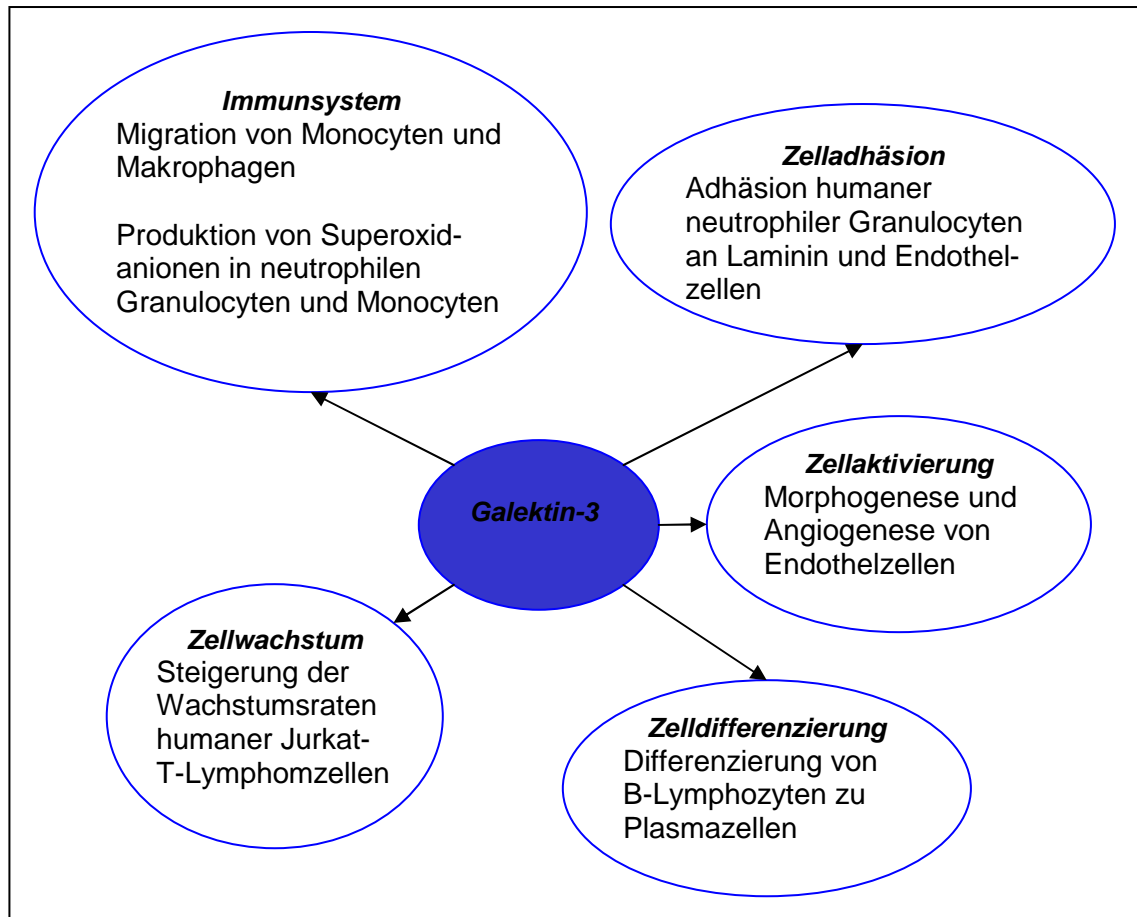 Immunsystem
Migration von Monocyten und
Makrophagen
Produktion von Superoxid-
anionen in neutrophilen
Granulocyten und Monocyten
Zelladhäsion
Adhäsion humaner
neutrophiler Granulocyten
an Laminin und Endothel-
zellen
Galektin-3
Zellaktivierung
Morphogenese und
Angiogenese von
Endothelzellen
Zellwachstum
Steigerung der
Wachstumsraten
humaner Jurkat-
T-Lymphomzellen
Zelldifferenzierung
Differenzierung von
B-Lymphozyten zu
Plasmazellen